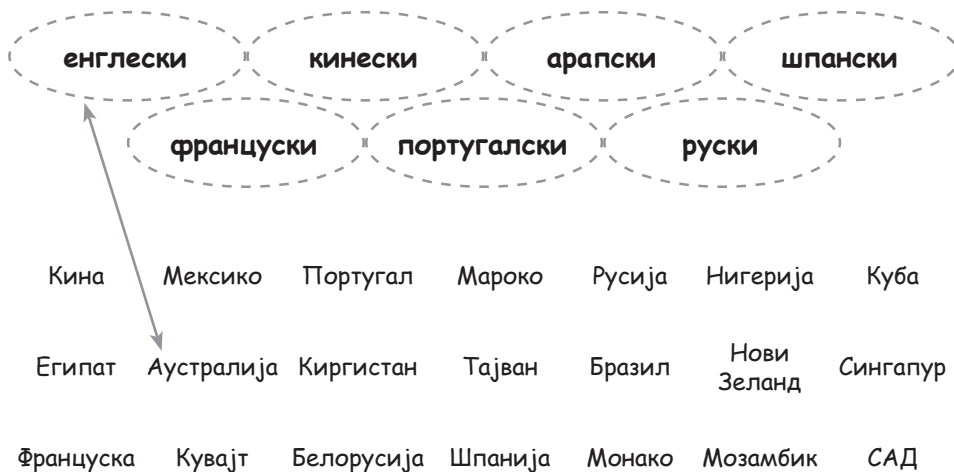 енглески кинески арапски шпански
француски португалски руски
Кина Мексико Португал Мароко Русија Нигерија Куба
Египат Аустралија Киргистан Тајван Бразил Нови Зеланд Сингапур
Француска Кувајт Белорусија Шпанија Монако Мозамбик САД